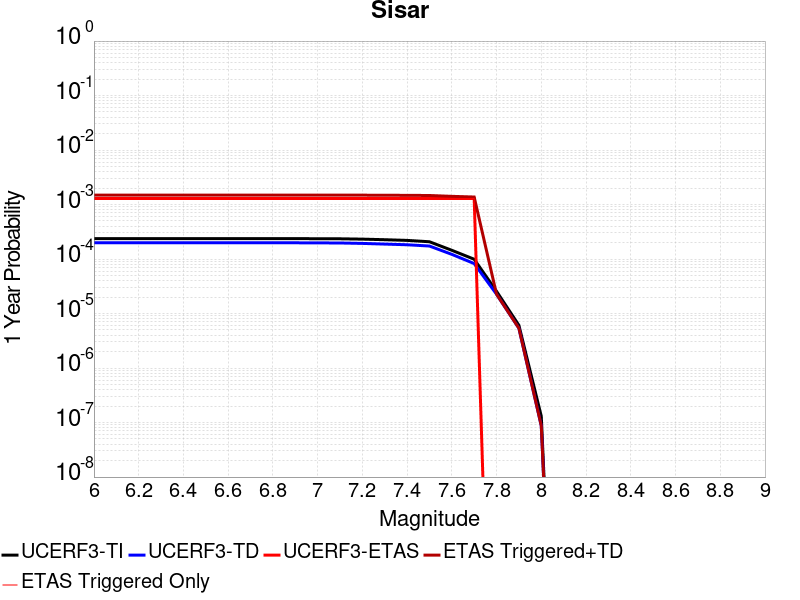 Sisar
10^0
10^-1
10^-2
10^-3
10^-4
10^-5
10^-6
10^-7
10^-8
1 Year Probability
6 6.2 6.4 6.6 6.8 7 7.2 7.4 7.6 7.8 8 8.2 8.4 8.6 8.8 9
Magnitude
UCERF3-TI UCERF3-TD UCERF3-ETAS ETAS Triggered+TD
ETAS Triggered Only